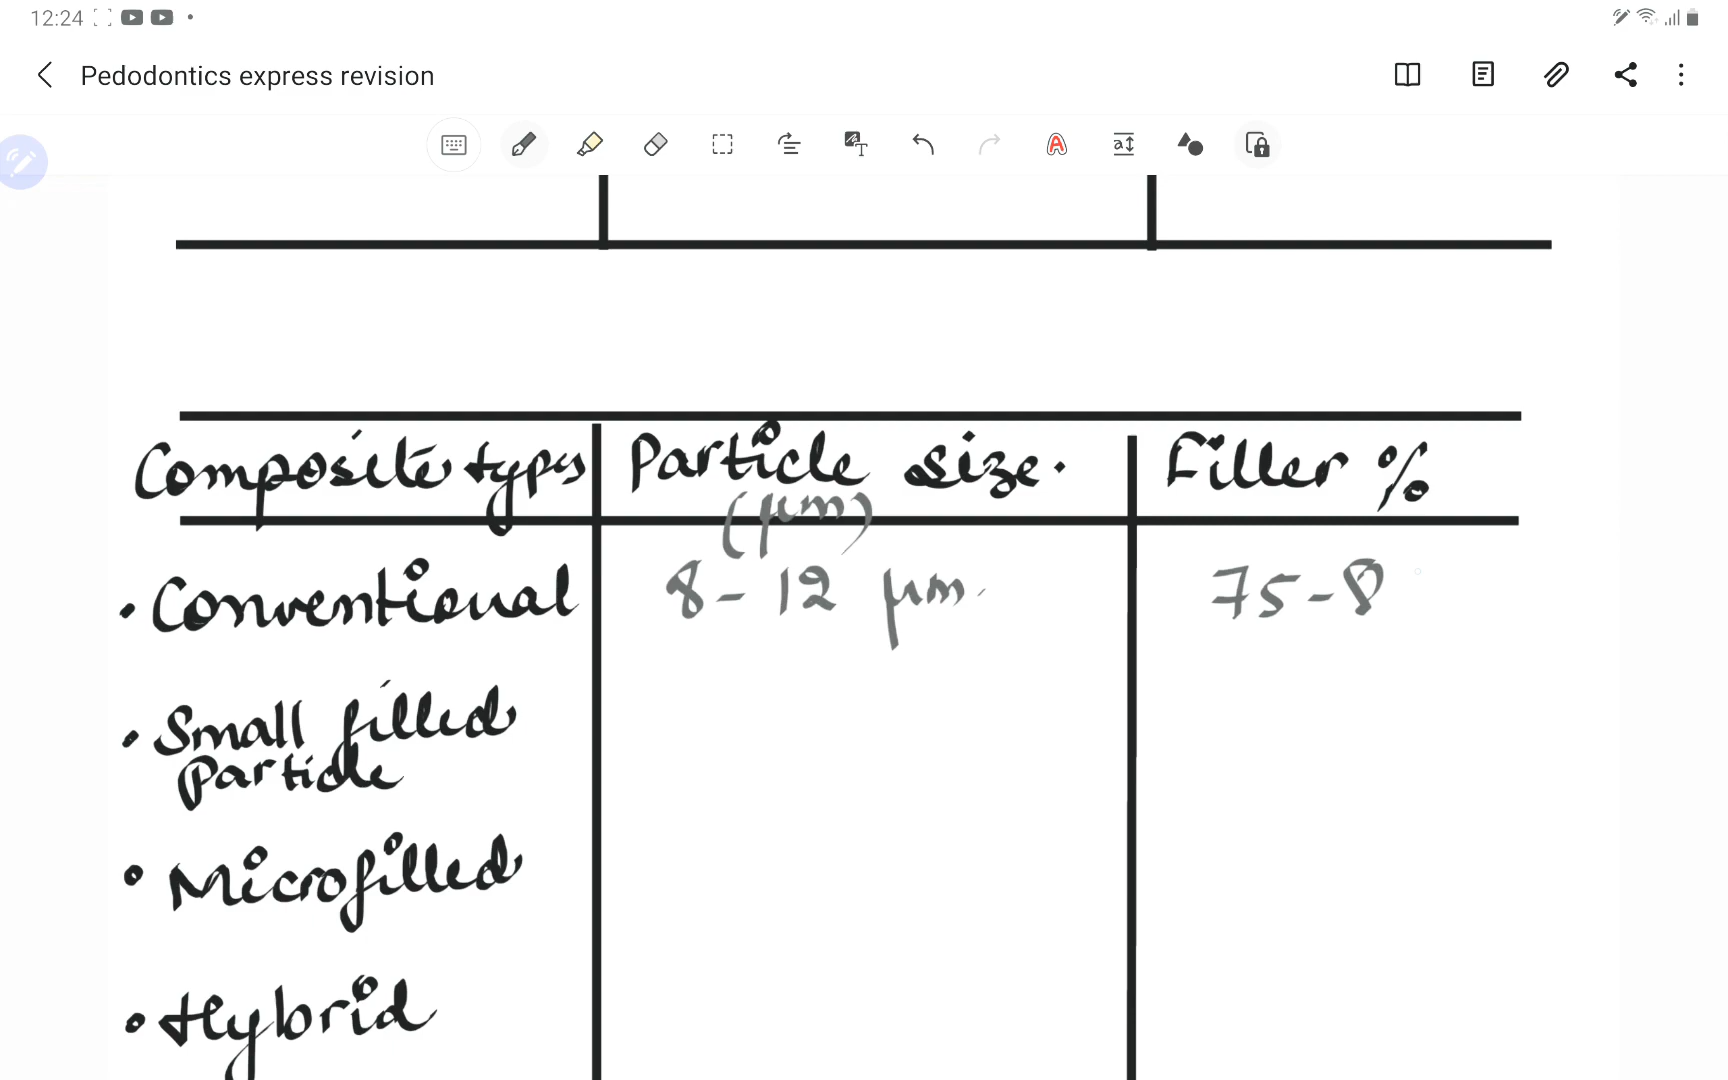 12:24
Pedodontics express revision
Composite types Particle size. Filler %
(μm)
• Conventional 8-12 μm. 75-8
• Small filled
Particle
• Microfilled
• Hybrid